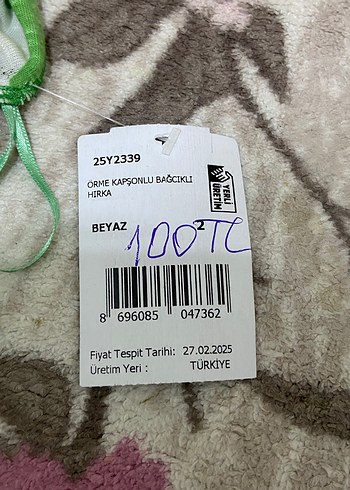 25Y2339
ÖRME KAPŞONLU BAĞCIKLI
HIRKA
YERLİ
ÜRETİM
BEYAZ 2
100TL
8 696085 047362
Fiyat Tespit Tarihi: 27.02.2025
Üretim Yeri : TÜRKİYE